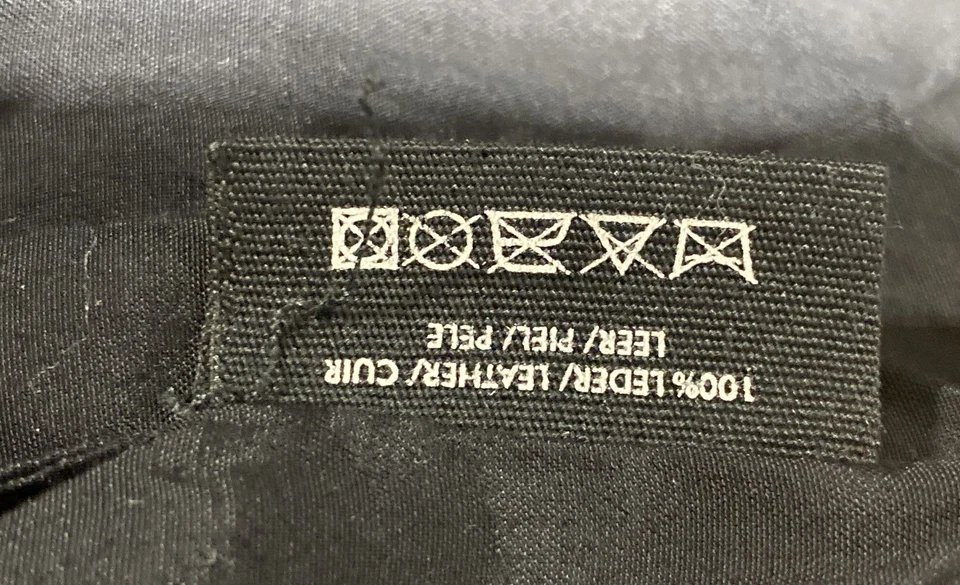 100% LEDER/ LEATHER/ CUIR
LEER/ PIEL/ PELE